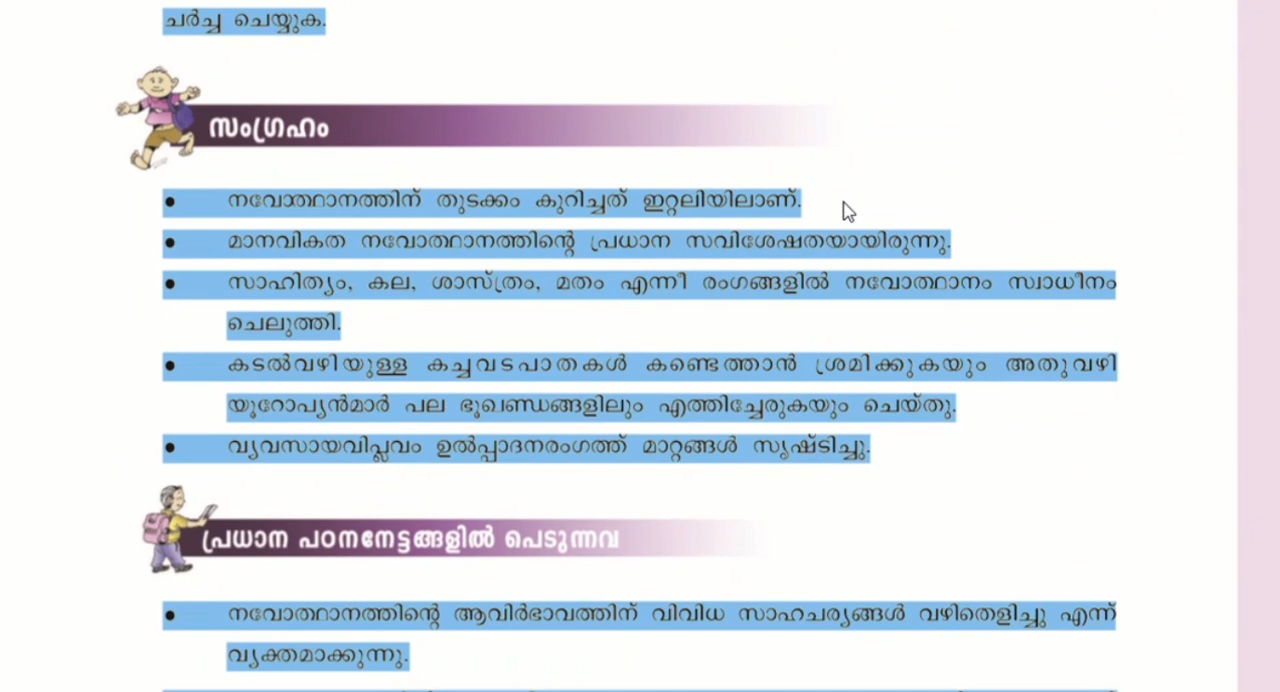 ചർച്ച ചെയ്യുക.
സംഗ്രഹം
• നവോത്ഥാനത്തിന് തുടക്കം കുറിച്ചത് ഇറ്റലിയിലാണ്.
• മാനവികത നവോത്ഥാനത്തിന്റെ പ്രധാന സവിശേഷതയായിരുന്നു.
• സാഹിത്യം, കല, ശാസ്ത്രം, മതം എന്നീ രംഗങ്ങളിൽ നവോത്ഥാനം സ്വാധീനം
ചെലുത്തി.
• കടൽവഴിയുള്ള കച്ചവടപാതകൾ കണ്ടെത്താൻ ശ്രമിക്കുകയും അതുവഴി
യൂറോപ്യൻമാർ പല ഭൂഖണ്ഡങ്ങളിലും എത്തിച്ചേരുകയും ചെയ്തു.
• വ്യവസായവിപ്ലവം ഉൽപ്പാദനരംഗത്ത് മാറ്റങ്ങൾ സൃഷ്ടിച്ചു.
പ്രധാന പഠനനേട്ടങ്ങളിൽ പെടുന്നവ
• നവോത്ഥാനത്തിന്റെ ആവിർഭാവത്തിന് വിവിധ സാഹചര്യങ്ങൾ വഴിതെളിച്ചു എന്ന്
വ്യക്തമാക്കുന്നു.